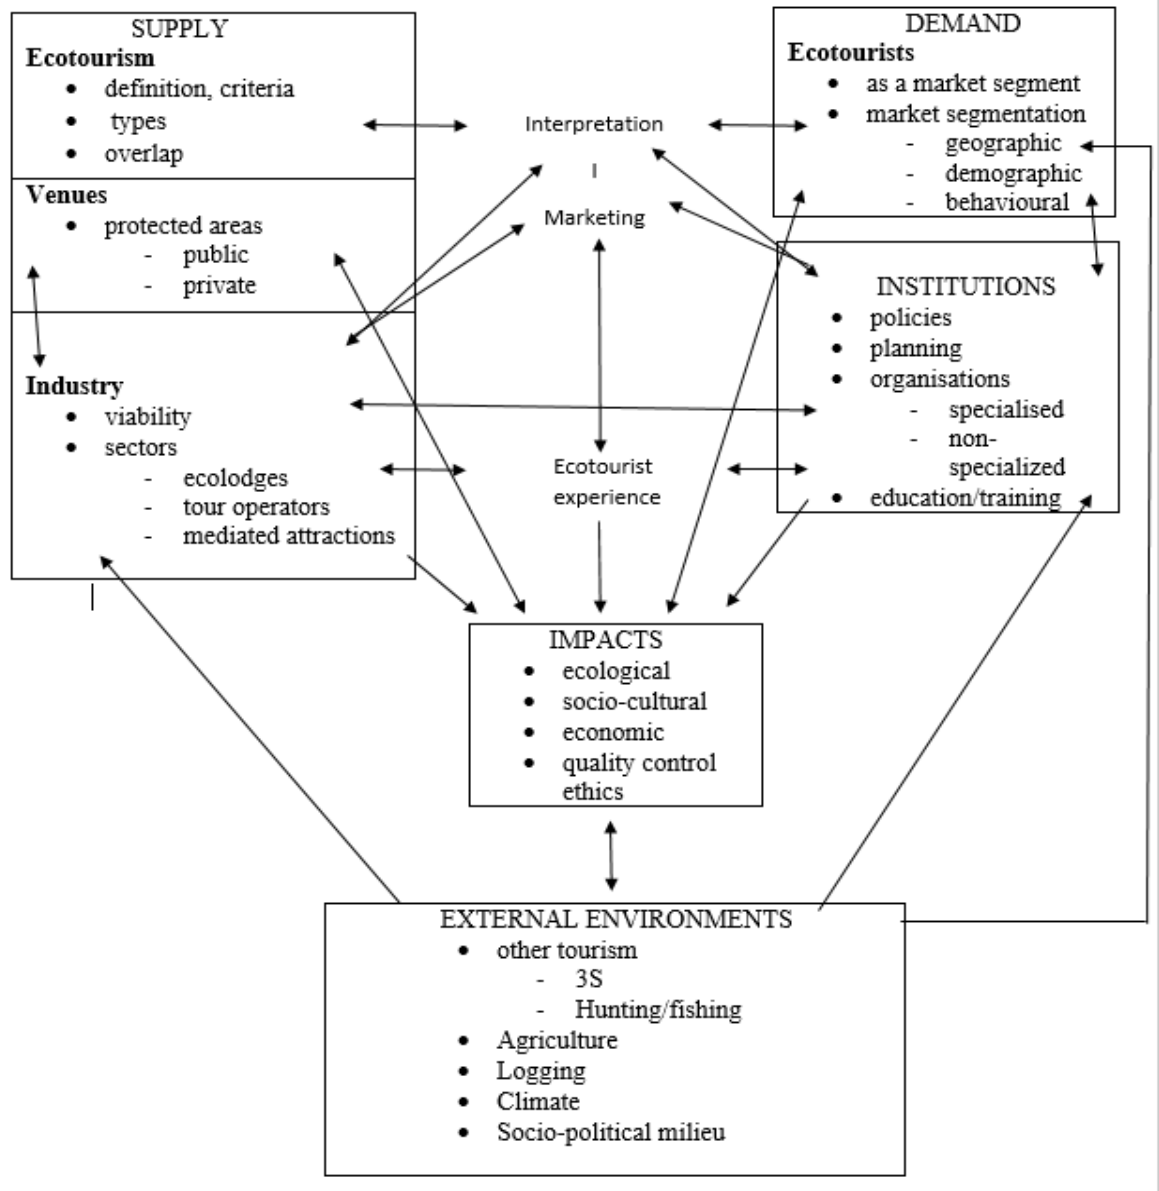 SUPPLY
Ecotourism
• definition, criteria
• types
• overlap
Venues
• protected areas
- public
- private
Industry
• viability
• sectors
- ecolodges
- tour operators
- mediated attractions
Interpretation
Marketing
Ecotourist
experience
DEMAND
Ecotourists
• as a market segment
• market segmentation
- geographic
- demographic
- behavioural
INSTITUTIONS
• policies
• planning
• organisations
- specialised
- non-
specialized
• education/training
IMPACTS
• ecological
• socio-cultural
• economic
• quality control
ethics
EXTERNAL ENVIRONMENTS
• other tourism
- 3S
- Hunting/fishing
• Agriculture
• Logging
• Climate
• Socio-political milieu